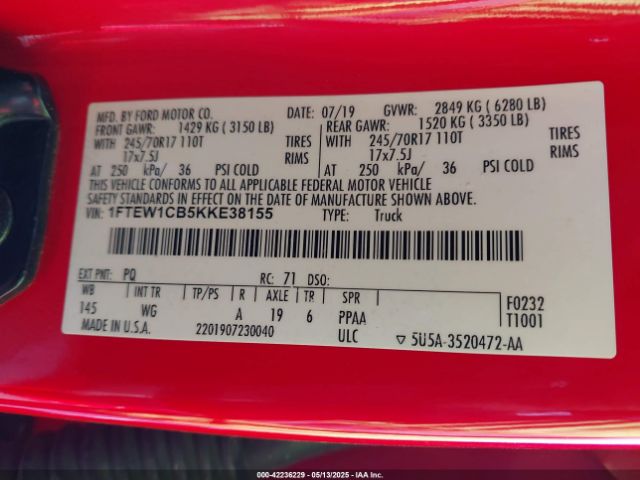 MFD. BY FORD MOTOR CO. DATE: 07/19 GVWR: 2849 KG ( 6280 LB)
FRONT GAWR: 1429 KG ( 3150 LB) REAR GAWR: 1520 KG ( 3350 LB)
WITH 245/70R17 110T TIRES WITH 245/70R17 110T TIRES
17x7.5J RIMS 17x7.5J RIMS
AT 250 kPa/ 36 PSI COLD AT 250 kPa/ 36 PSI COLD
THIS VEHICLE CONFORMS TO ALL APPLICABLE FEDERAL MOTOR VEHICLE
SAFETY STANDARDS IN EFFECT ON THE DATE OF MANUFACTURE SHOWN ABOVE.
VIN: 1FTEW1CB5KKE38155 TYPE: Truck
EXT PNT: PQ RC: 71 DSO:
WB INT TR TP/PS R AXLE TR SPR F0232
145 WG A 19 6 PPAA T1001
MADE IN U.S.A. 2201907230040 ULC ▽ 5U5A-3520472-AA
000-42236229 - 05/13/2025 - IAAI, Inc.